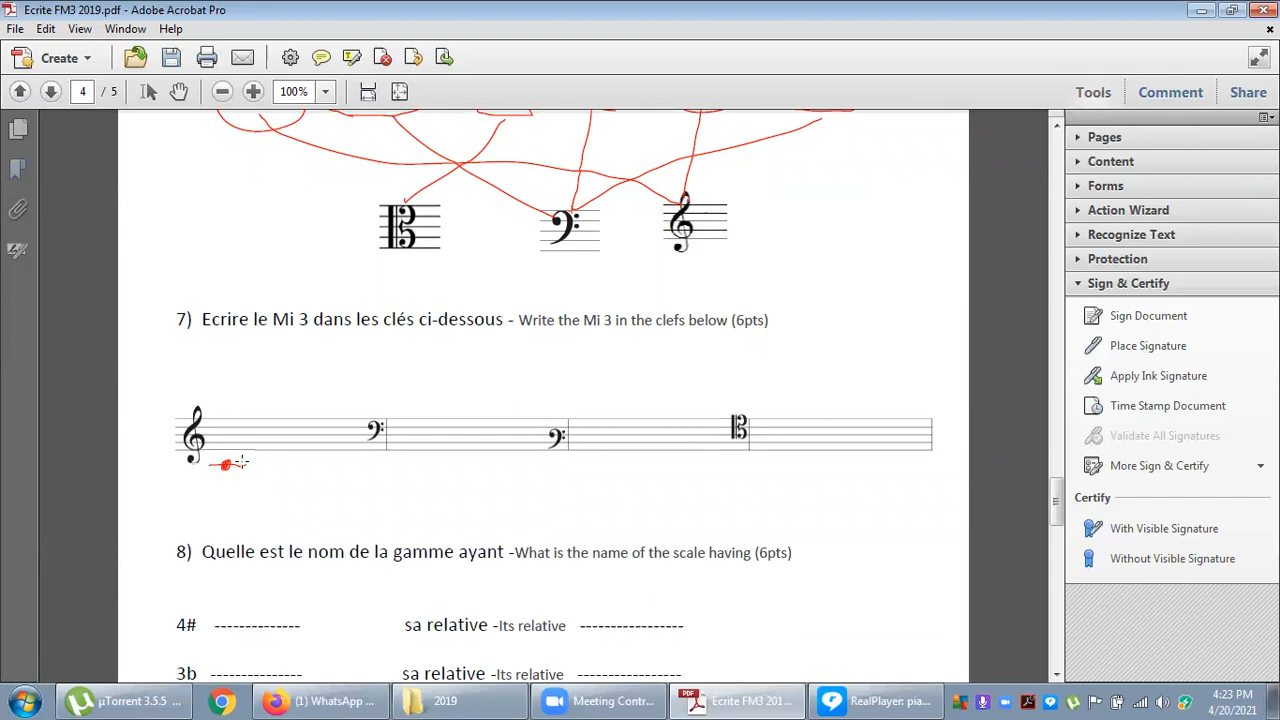 Ecrite FM3 2019.pdf - Adobe Acrobat Pro
File Edit View Window Help
Create
4 / 5 100% Tools Comment Share
Pages
Content
Forms
Action Wizard
Recognize Text
Protection
Sign & Certify
Sign Document
Place Signature
Apply Ink Signature
Time Stamp Document
Validate All Signatures
More Sign & Certify
Certify
With Visible Signature
Without Visible Signature
7) Ecrire le Mi 3 dans les clés ci-dessous - Write the Mi 3 in the clefs below (6pts)
8) Quelle est le nom de la gamme ayant -What is the name of the scale having (6pts)
4# -------------- sa relative -Its relative -----------------
3b --------------- sa relative -Its relative -----------------
µTorrent 3.5.5 ... (1) WhatsApp ... 2019 Meeting Contr... Ecrite FM3 201... RealPlayer: pia... 4:23 PM
4/20/2021